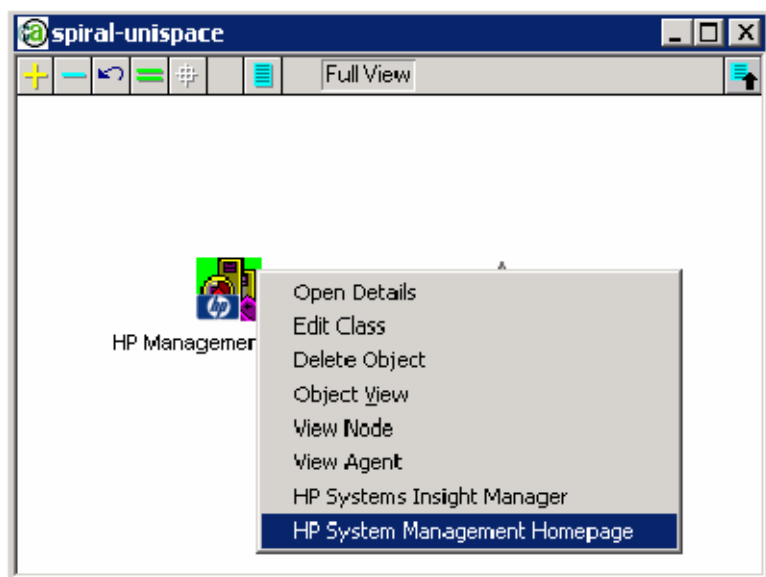 spiral-unispace
Full View
hp
HP Managemen
Open Details
Edit Class
Delete Object
Object View
View Node
View Agent
HP Systems Insight Manager
HP System Management Homepage